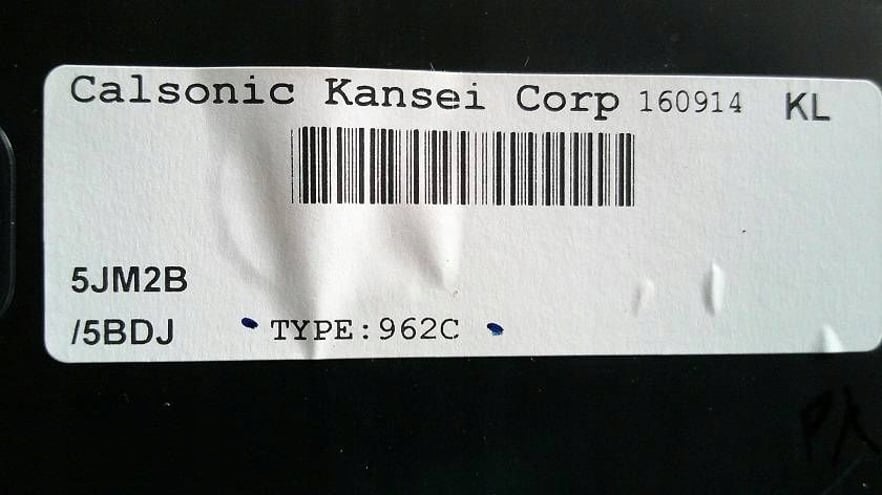 Calsonic Kansei Corp 160914 KL
5JM2B
/5BDJ TYPE:962C